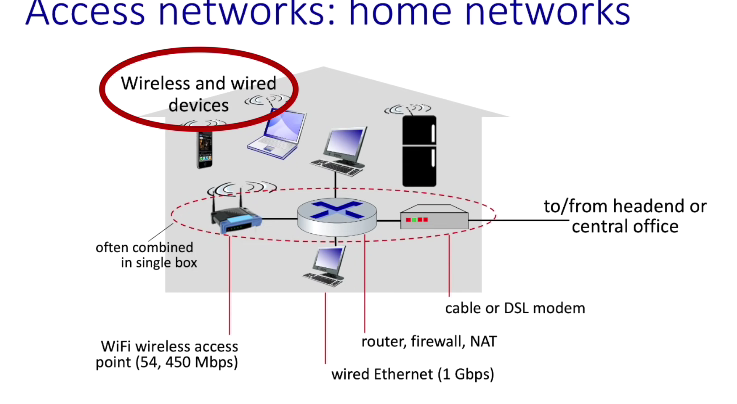 Access networks: home networks
Wireless and wired
devices
to/from headend or
central office
often combined
in single box
cable or DSL modem
WiFi wireless access
point (54, 450 Mbps)
router, firewall, NAT
wired Ethernet (1 Gbps)